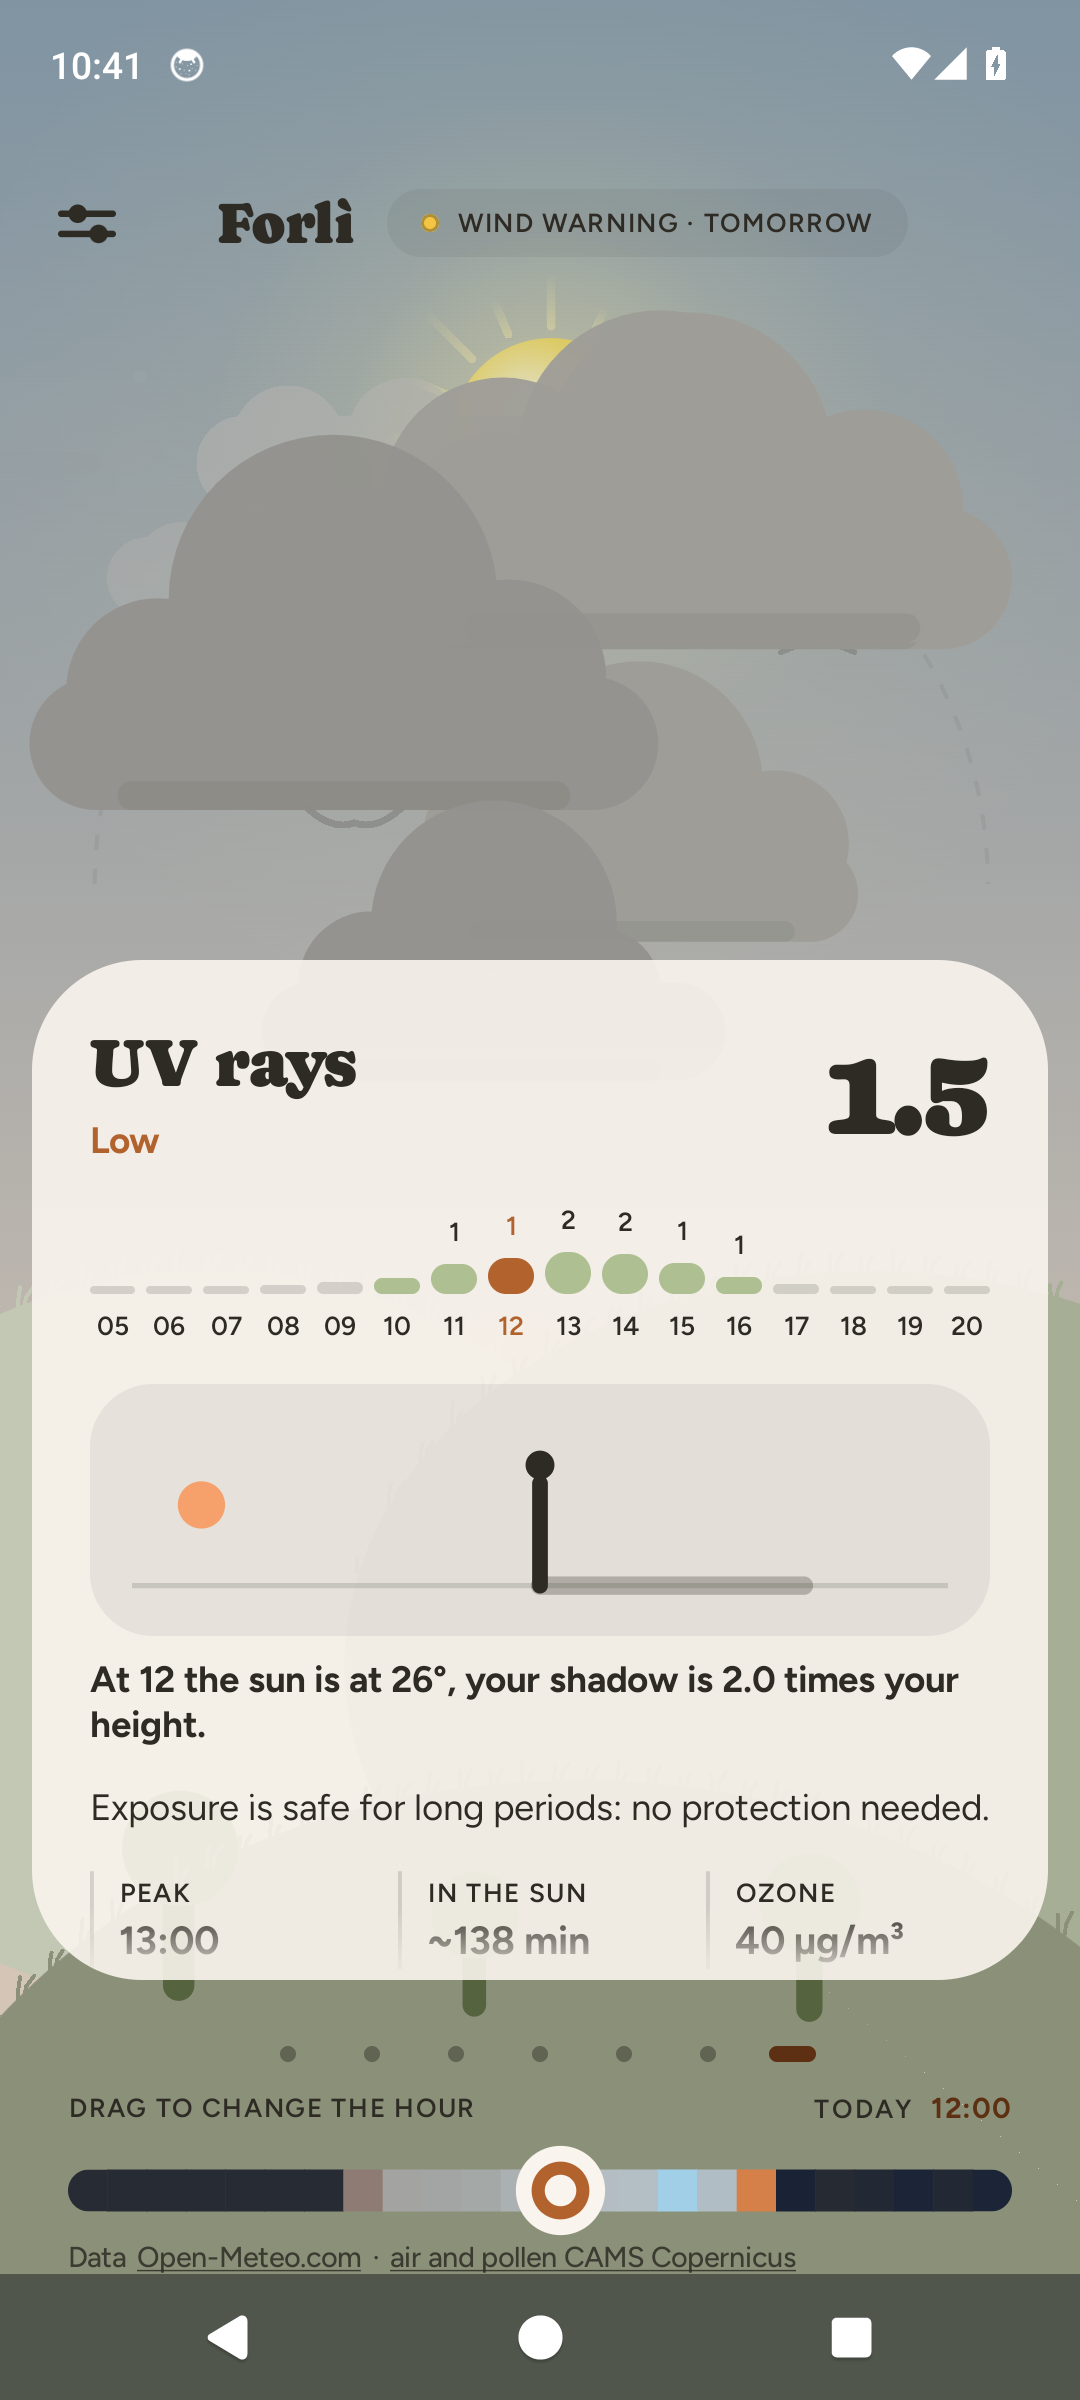 10:41
Forlì
WIND WARNING · TOMORROW
UV rays
1.5
Low
1 1 2 2 1 1
05 06 07 08 09 10 11 12 13 14 15 16 17 18 19 20
At 12 the sun is at 26°, your shadow is 2.0 times your
height.
Exposure is safe for long periods: no protection needed.
PEAK IN THE SUN OZONE
13:00 ~138 min 40 µg/m³
DRAG TO CHANGE THE HOUR TODAY 12:00
Data Open-Meteo.com · air and pollen CAMS Copernicus